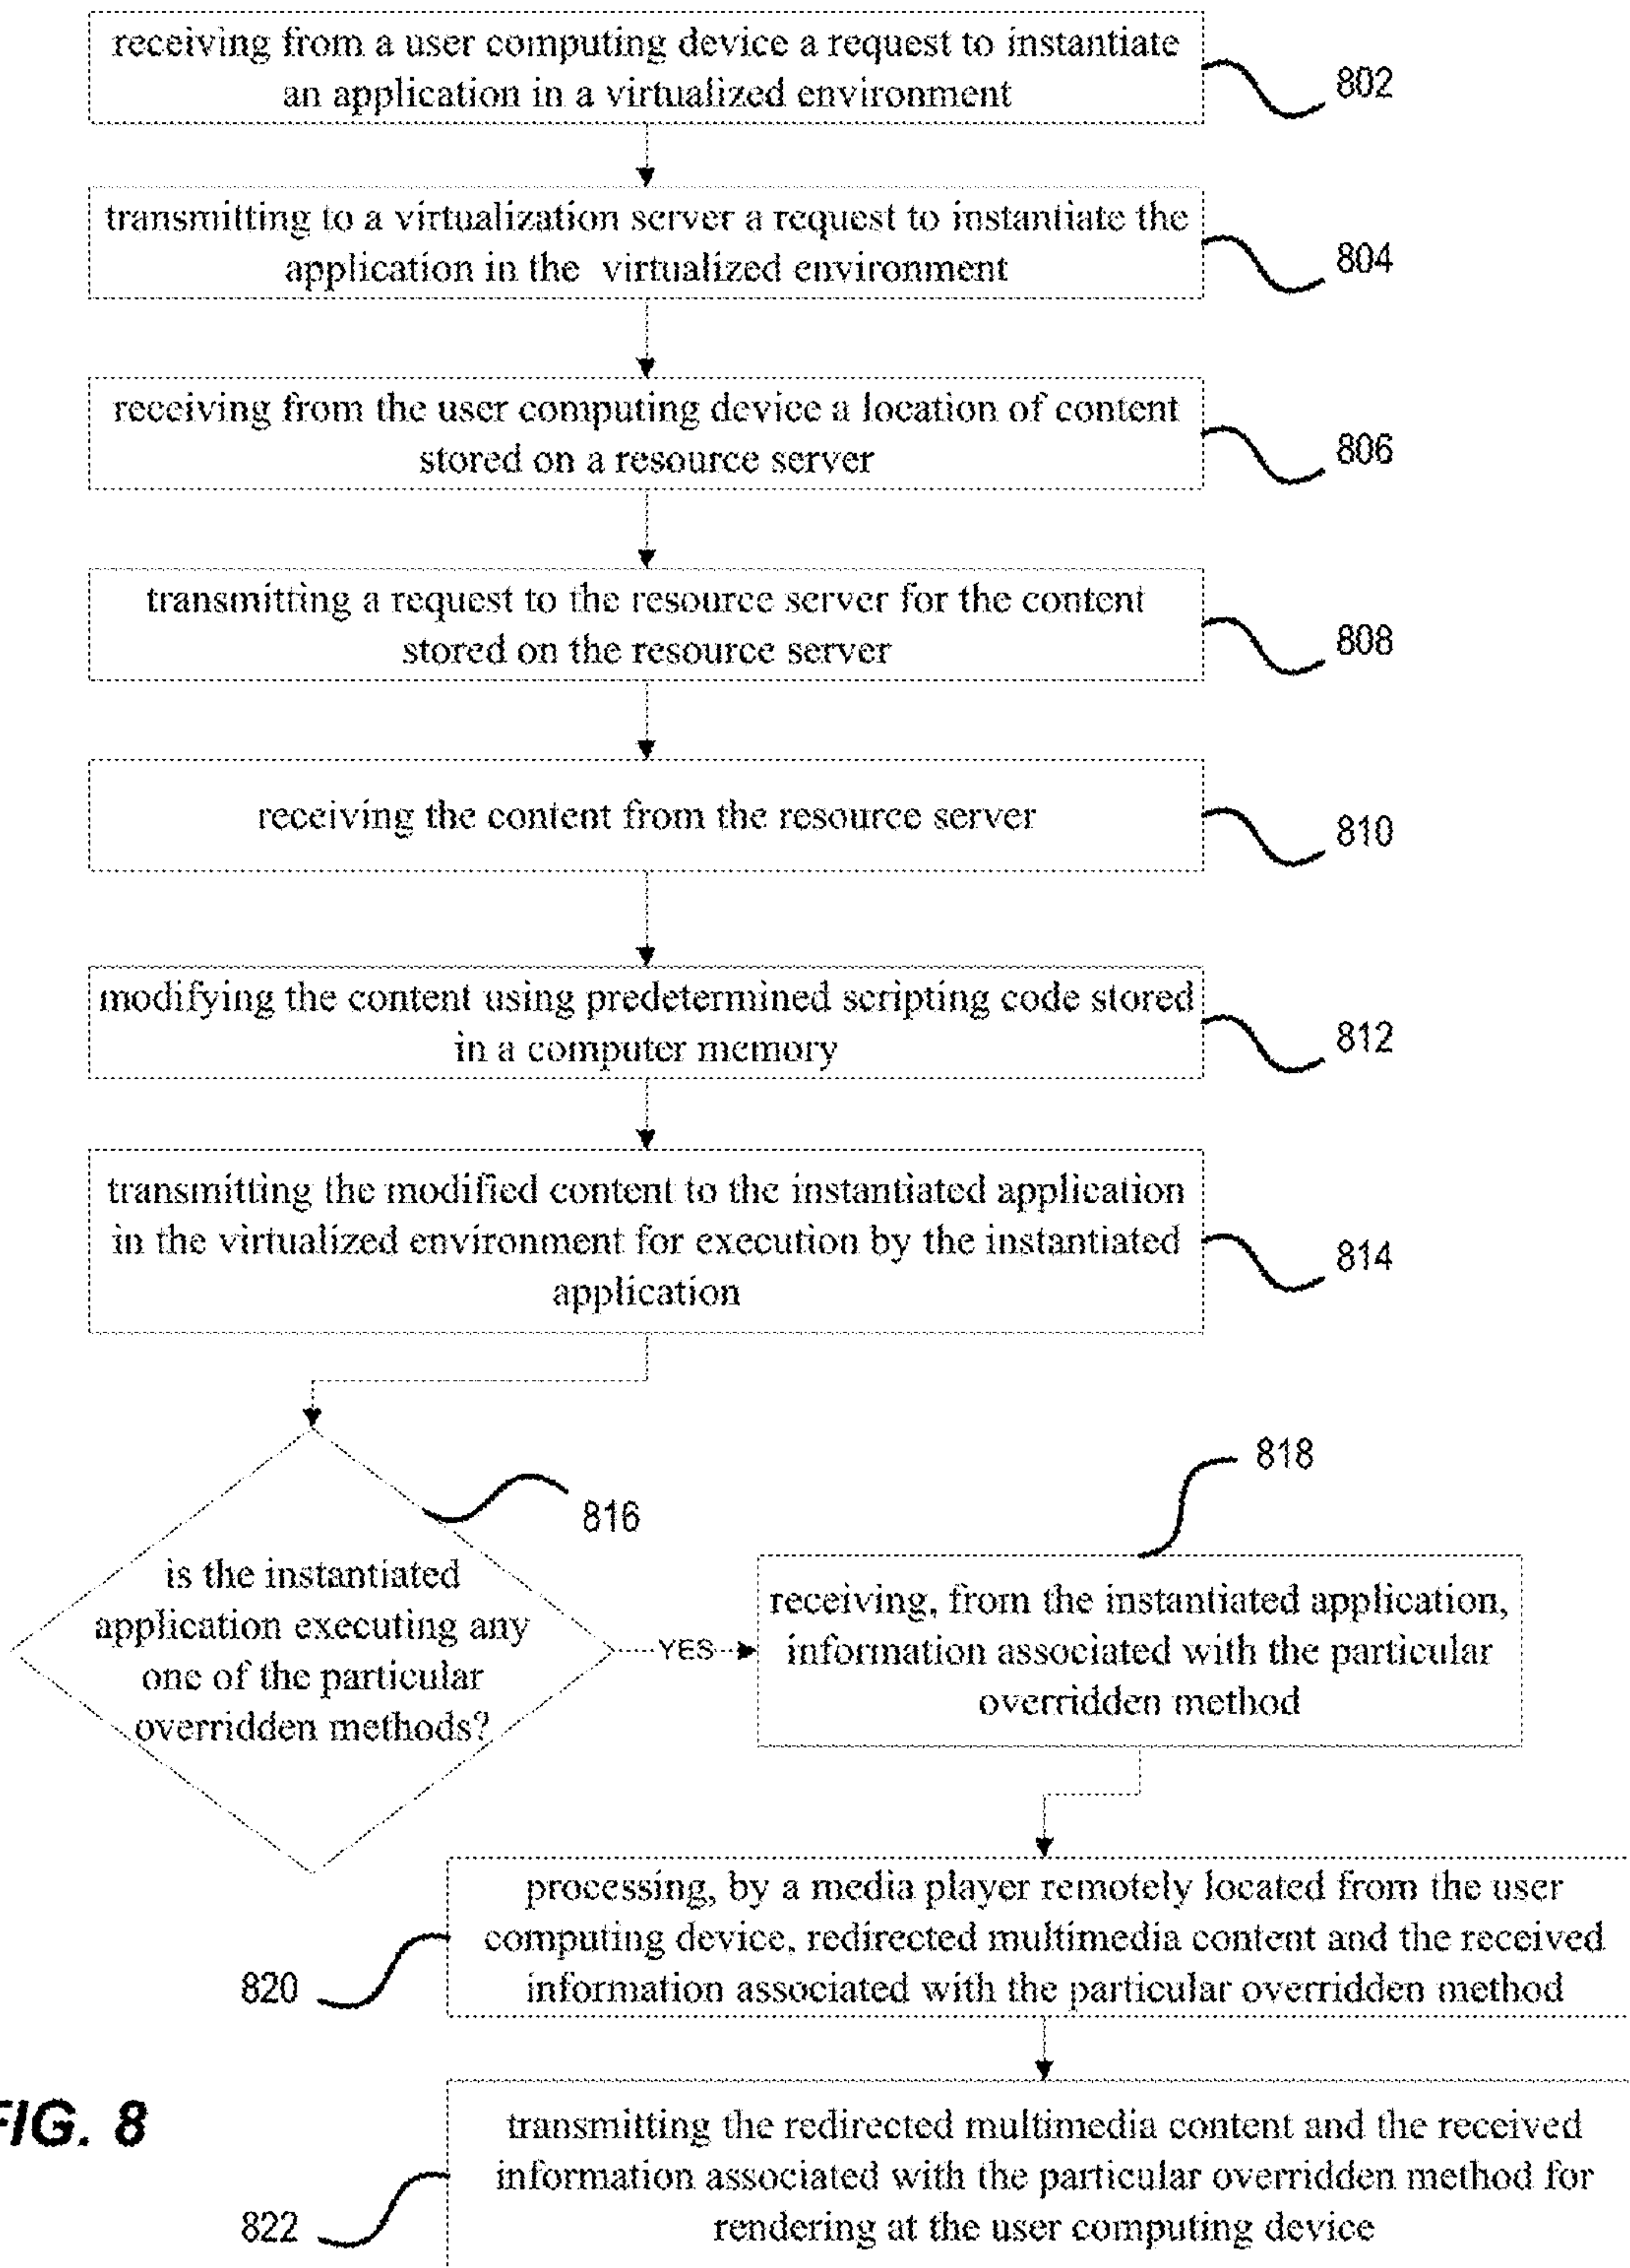 receiving from a user computing device a request to instantiate
an application in a virtualized environment
802
transmitting to a virtualization server a request to instantiate the
application in the virtualized environment
804
receiving from the user computing device a location of content
stored on a resource server
806
transmitting a request to the resource server for the content
stored on the resource server
808
receiving the content from the resource server
810
modifying the content using predetermined scripting code stored
in a computer memory
812
transmitting the modified content to the instantiated application
in the virtualized environment for execution by the instantiated
application
814
816
is the instantiated
application executing any
one of the particular
overridden methods?
YES
818
receiving, from the instantiated application,
information associated with the particular
overridden method
processing, by a media player remotely located from the user
computing device, redirected multimedia content and the received
information associated with the particular overridden method
820
transmitting the redirected multimedia content and the received
information associated with the particular overridden method for
rendering at the user computing device
822
FIG. 8